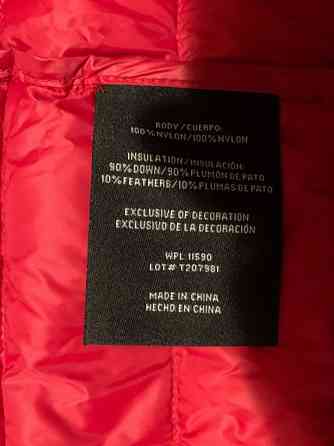 BODY/CUERPO:
100%NYLON/100%NYLON
INSULATION/INSULACIÓN:
90%DOWN/90%PLUMÓN DE PATO
10%FEATHERS/10%PLUMAS DE PATO
EXCLUSIVE OF DECORATION
EXCLUSIVO DE LA DECORACIÓN
WPL 11590
LOT# T207981
MADE IN CHINA
HECHO EN CHINA